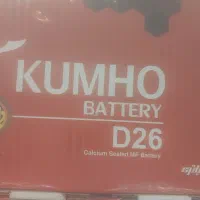 KUMHO
BATTERY
D26
Calcium Sealed MF Battery